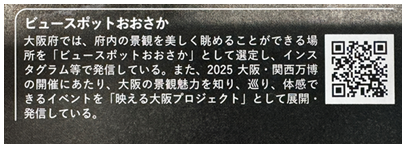 ビュースポットおおさか
大阪府では、府内の景観を美しく眺めることができる場
所を「ビュースポットおおさか」として選定し、インス
タグラム等で発信している。また、2025 大阪・関西万博
の開催にあたり、大阪の景観魅力を知り、巡り、体感で
きるイベントを「映える大阪プロジェクト」として展開・
発信している。